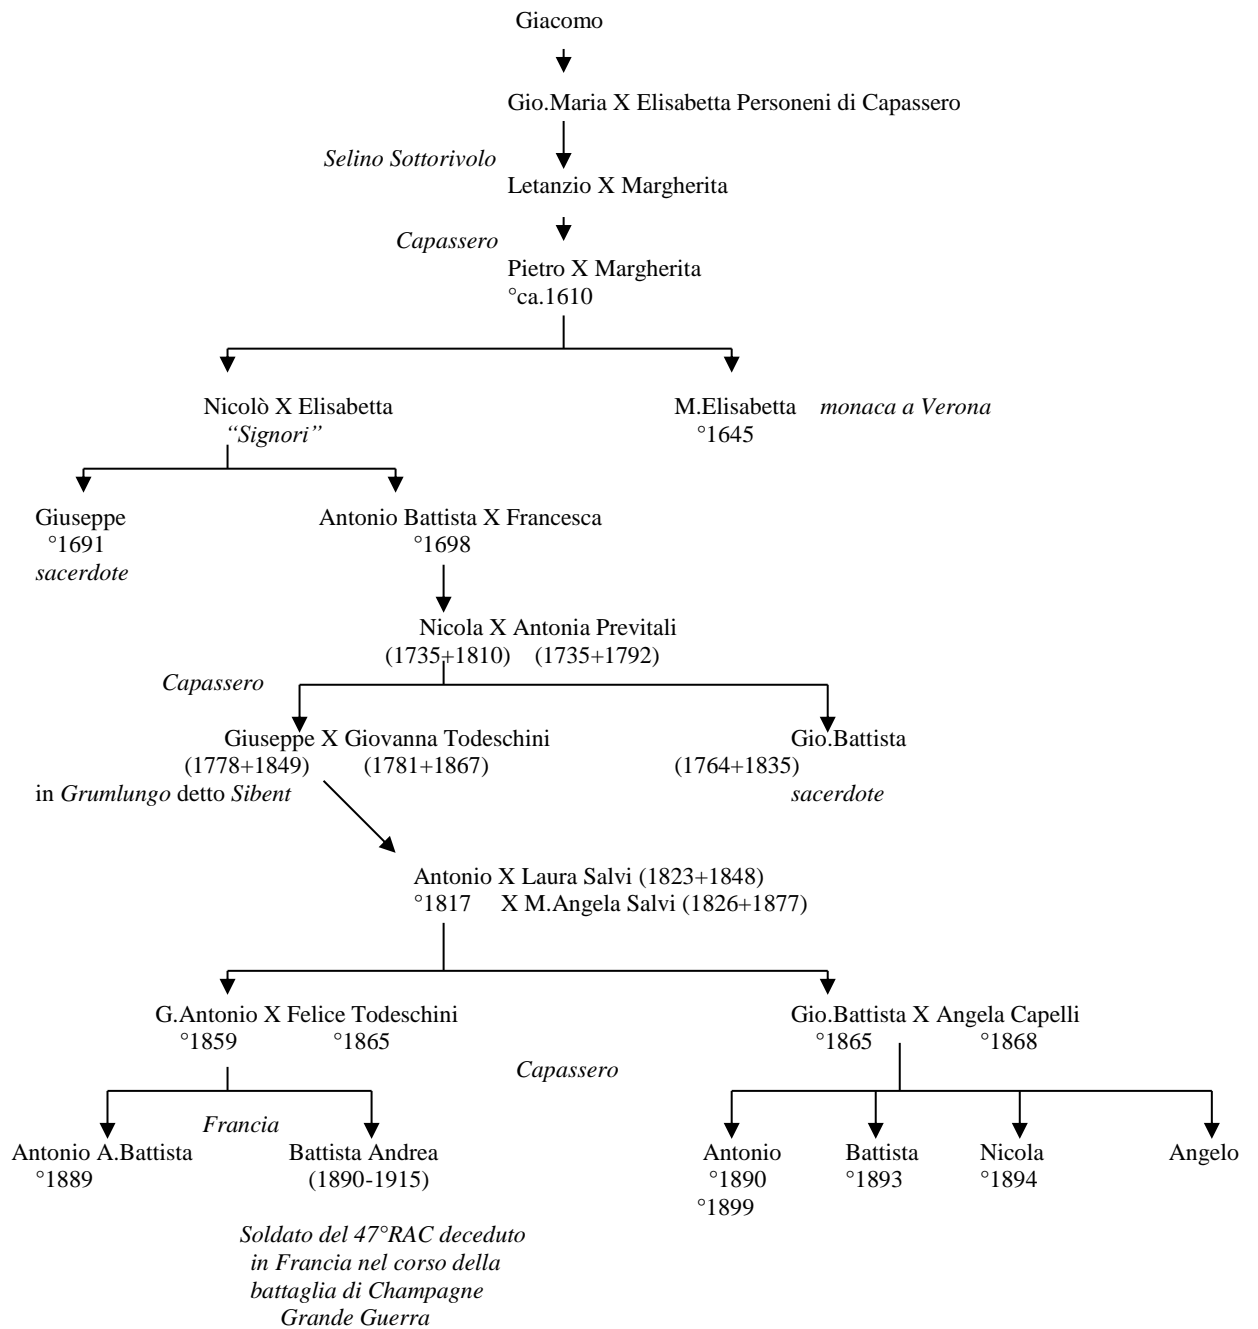 Giacomo
Gio.Maria X Elisabetta Personeni di Capassero
Selino Sottorivolo
Letanzio X Margherita
Capassero
Pietro X Margherita
°ca.1610
Nicolò X Elisabetta
“Signori”
M.Elisabetta monaca a Verona
°1645
Giuseppe
°1691
sacerdote
Antonio Battista X Francesca
°1698
Nicola X Antonia Previtali
(1735+1810) (1735+1792)
Capassero
Giuseppe X Giovanna Todeschini
(1778+1849) (1781+1867)
in Grumlungo detto Sibent
Gio.Battista
(1764+1835)
sacerdote
Antonio X Laura Salvi (1823+1848)
°1817 X M.Angela Salvi (1826+1877)
G.Antonio X Felice Todeschini
°1859 °1865
Gio.Battista X Angela Capelli
°1865 °1868
Capassero
Francia
Antonio A.Battista
°1889
Battista Andrea
(1890-1915)
Antonio
°1890
°1899
Battista
°1893
Nicola
°1894
Angelo
Soldato del 47°RAC deceduto
in Francia nel corso della
battaglia di Champagne
Grande Guerra